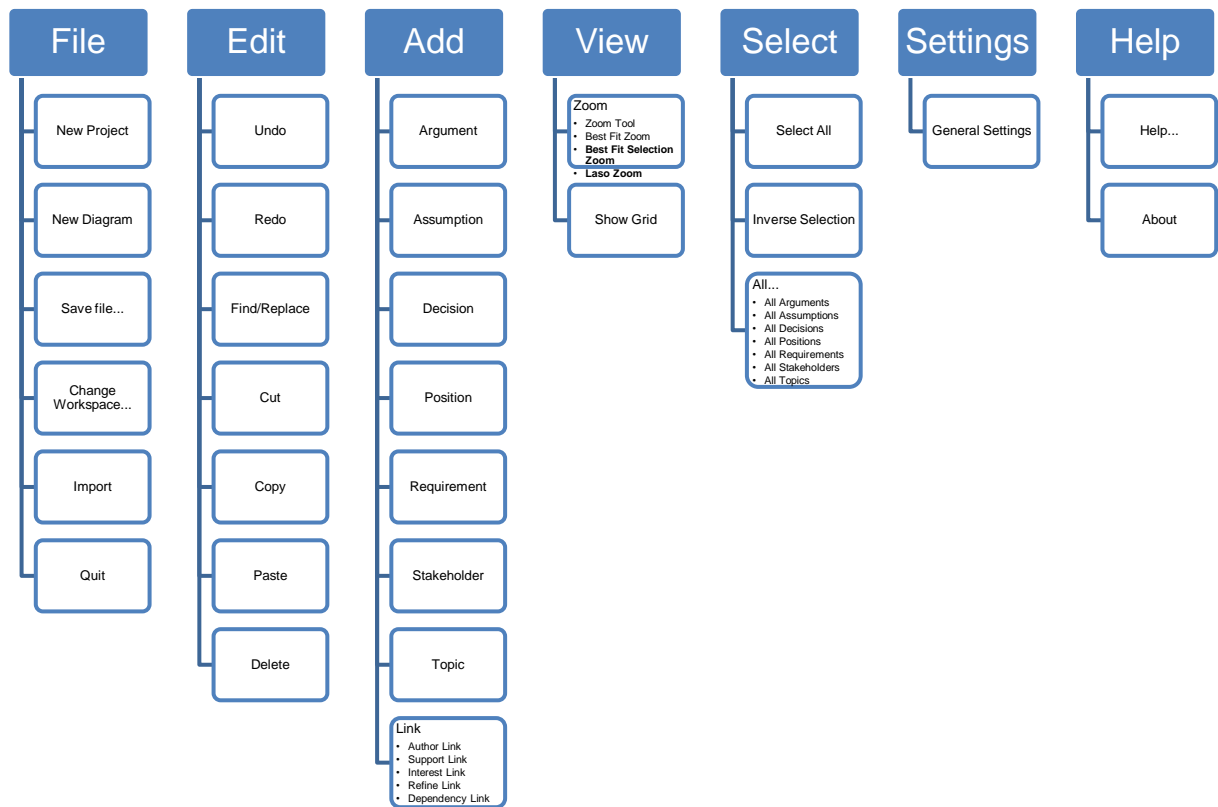 File
New Project
New Diagram
Save file...
Change
Workspace...
Import
Quit
Edit
Undo
Redo
Find/Replace
Cut
Copy
Paste
Delete
Add
Argument
Assumption
Decision
Position
Requirement
Stakeholder
Topic
Link
• Author Link
• Support Link
• Interest Link
• Refine Link
• Dependency Link
View
Zoom
• Zoom Tool
• Best Fit Zoom
• Best Fit Selection
Zoom
• Laso Zoom
Show Grid
Select
Select All
Inverse Selection
All...
• All Arguments
• All Assumptions
• All Decisions
• All Positions
• All Requirements
• All Stakeholders
• All Topics
Settings
General Settings
Help
Help...
About